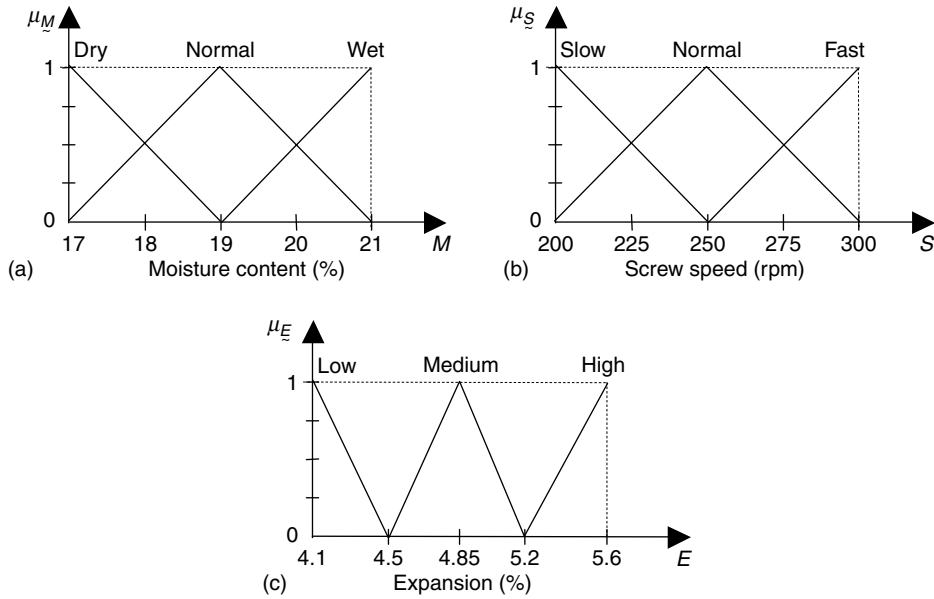 μM
Dry Normal Wet
1
0
17 18 19 20 21 M
(a) Moisture content (%)
μS
Slow Normal Fast
1
0
200 225 250 275 300 S
(b) Screw speed (rpm)
μE
Low Medium High
1
0
4.1 4.5 4.85 5.2 5.6 E
(c) Expansion (%)